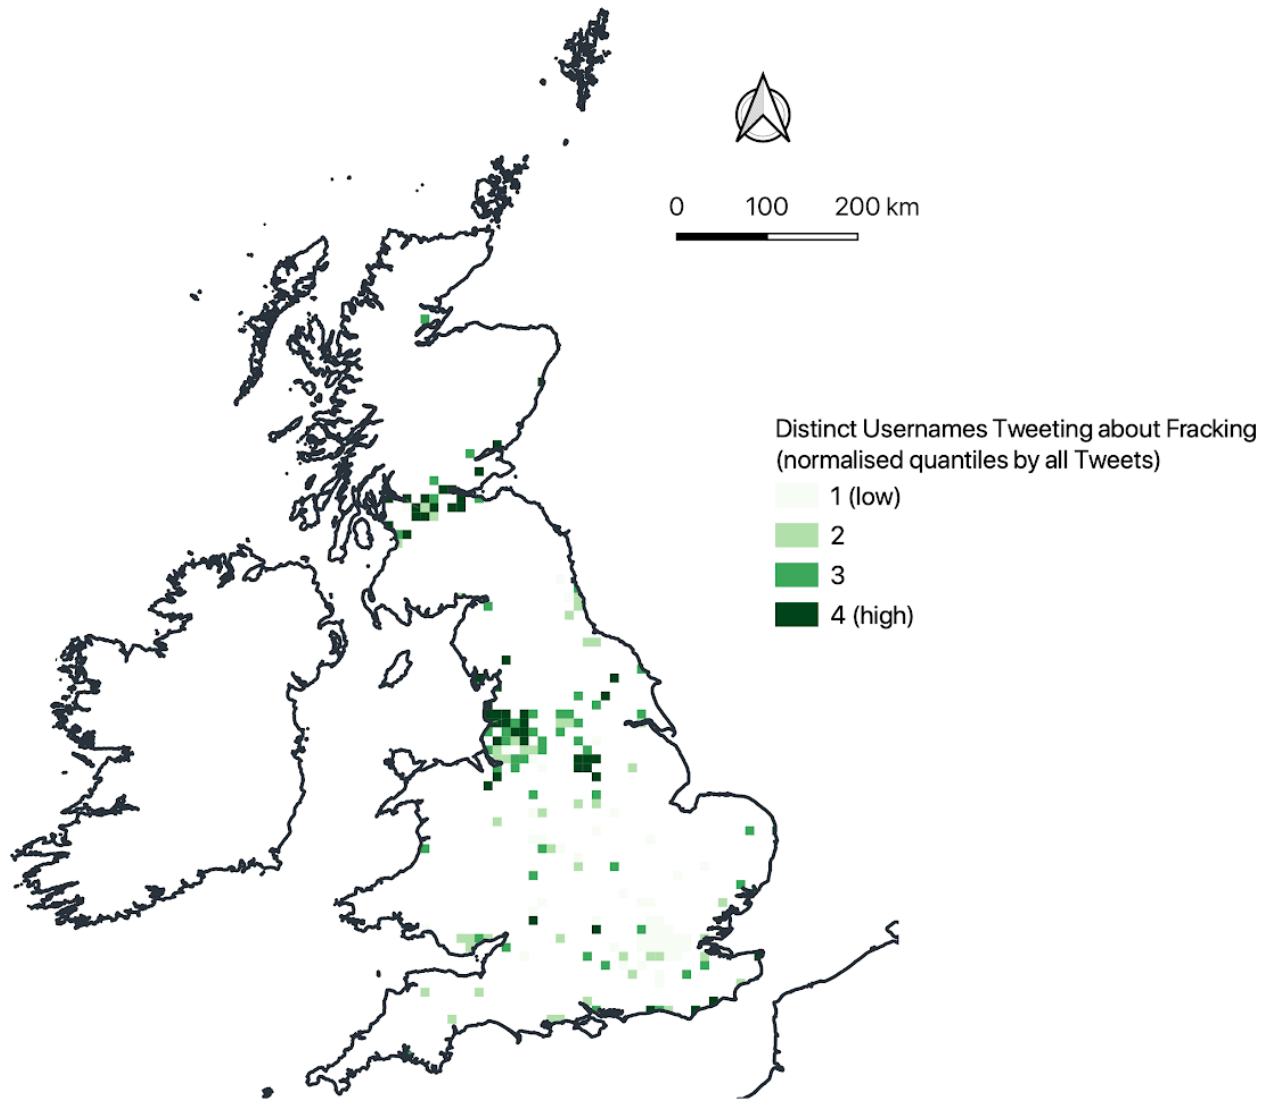 0 100 200 km
Distinct Usernames Tweeting about Fracking
(normalised quantiles by all Tweets)
1 (low)
2
3
4 (high)